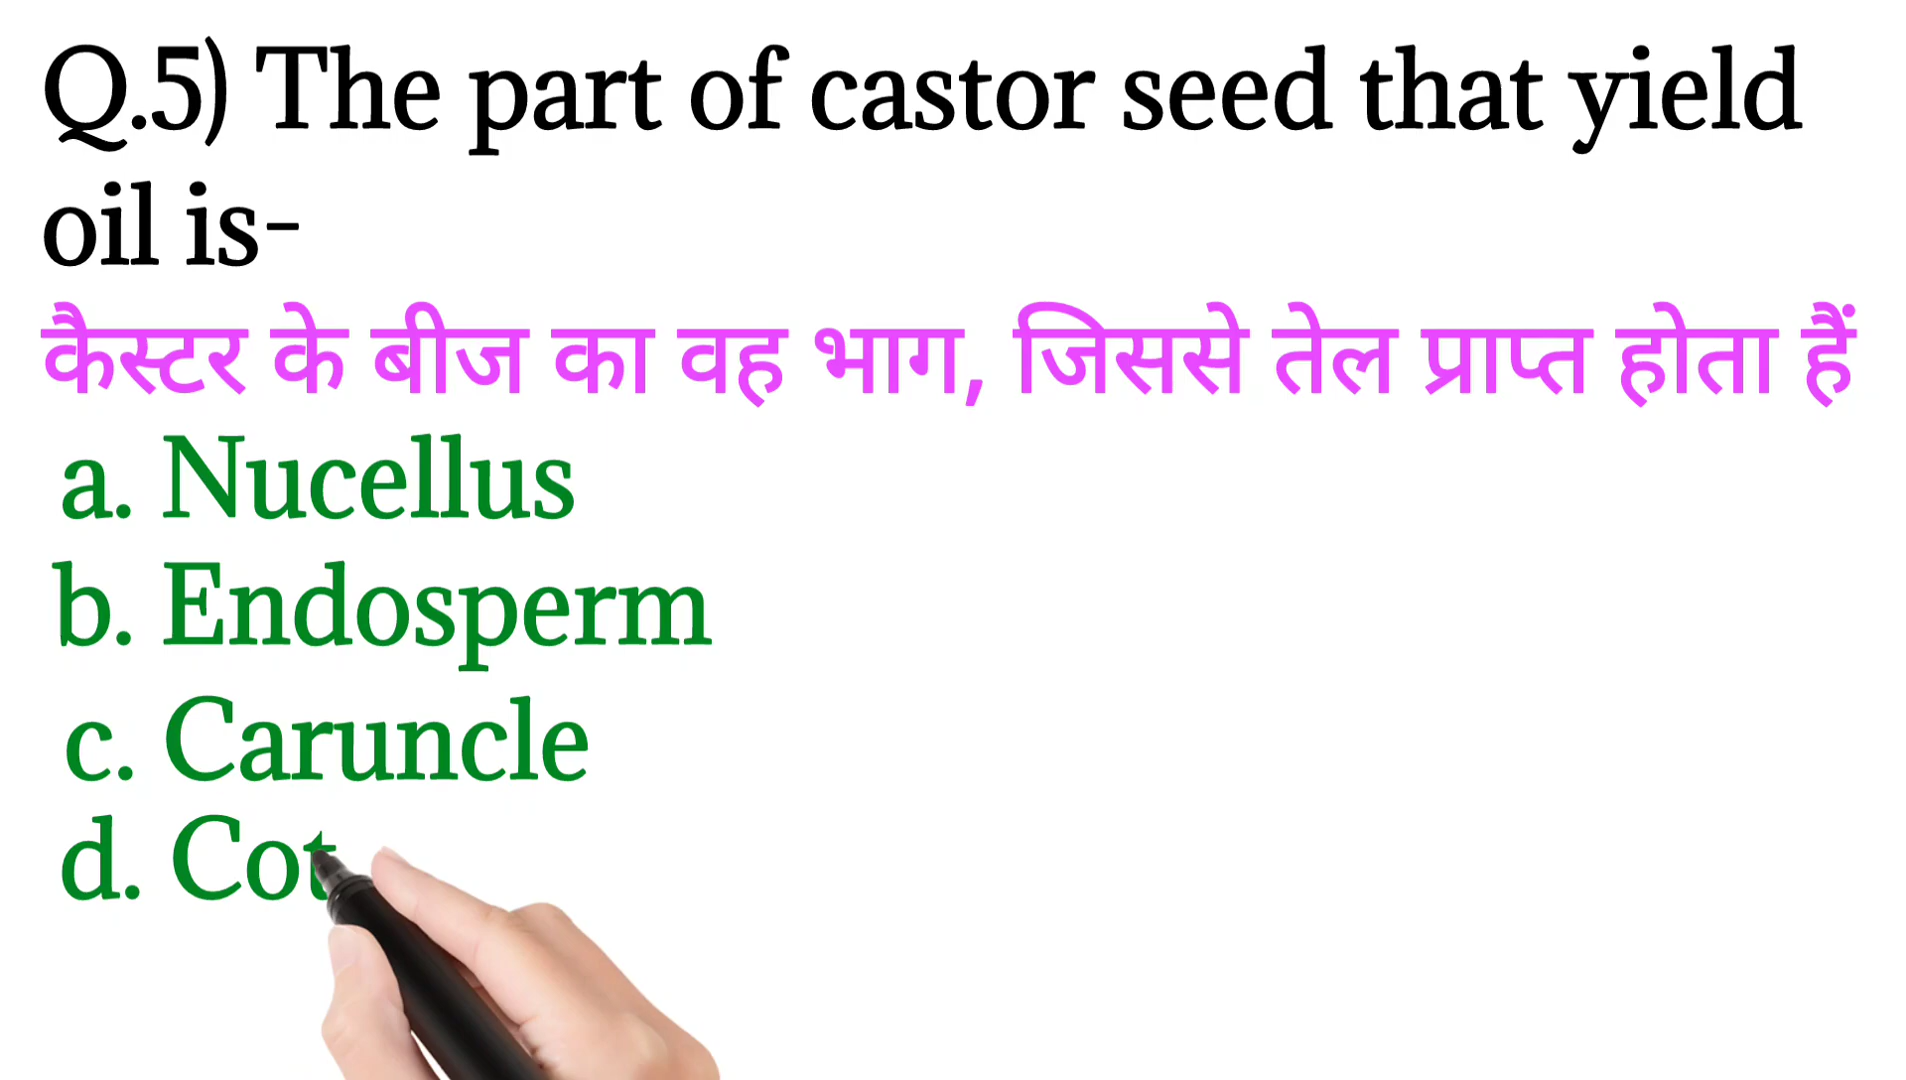 Q.5) The part of castor seed that yield
oil is-
कैस्टर के बीज का वह भाग, जिससे तेल प्राप्त होता हैं
a. Nucellus
b. Endosperm
c. Caruncle
d. Cot